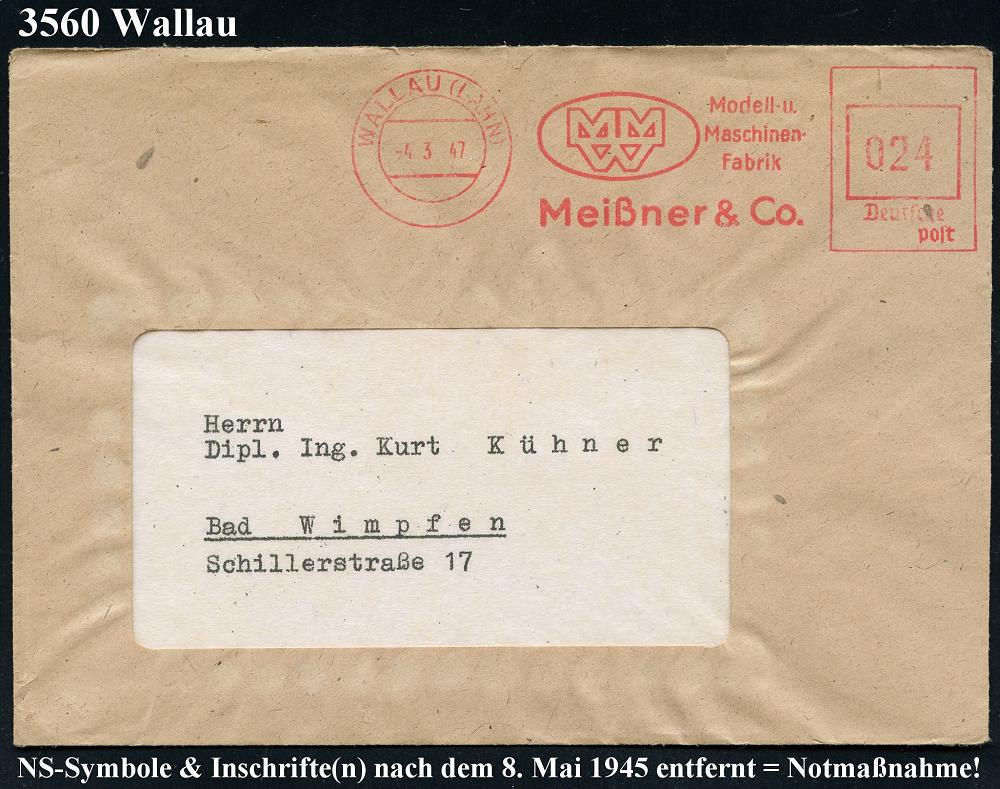 3560 Wallau
WALLAU (LAHN)
-4 3 47
MWM
Modell-u.
Maschinen-
Fabrik
Meißner & Co.
024
Deutsche
post
Herrn
Dipl. Ing. Kurt Kühner
Bad Wimpfen
Schillerstraße 17
NS-Symbole & Inschrifte(n) nach dem 8. Mai 1945 entfernt = Notmaßnahme!